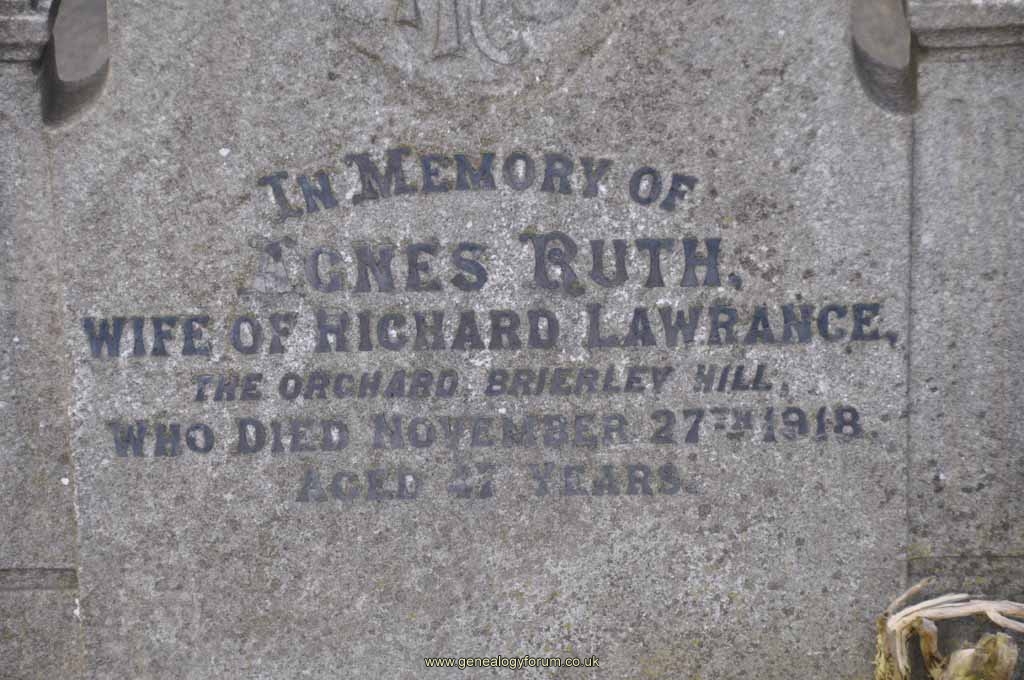 In Memory of
Agnes Ruth,
Wife of Richard Lawrance,
The Orchard, Brierley Hill,
Who Died November 27th 1918.
Aged 27 Years.
www.genealogyforum.co.uk